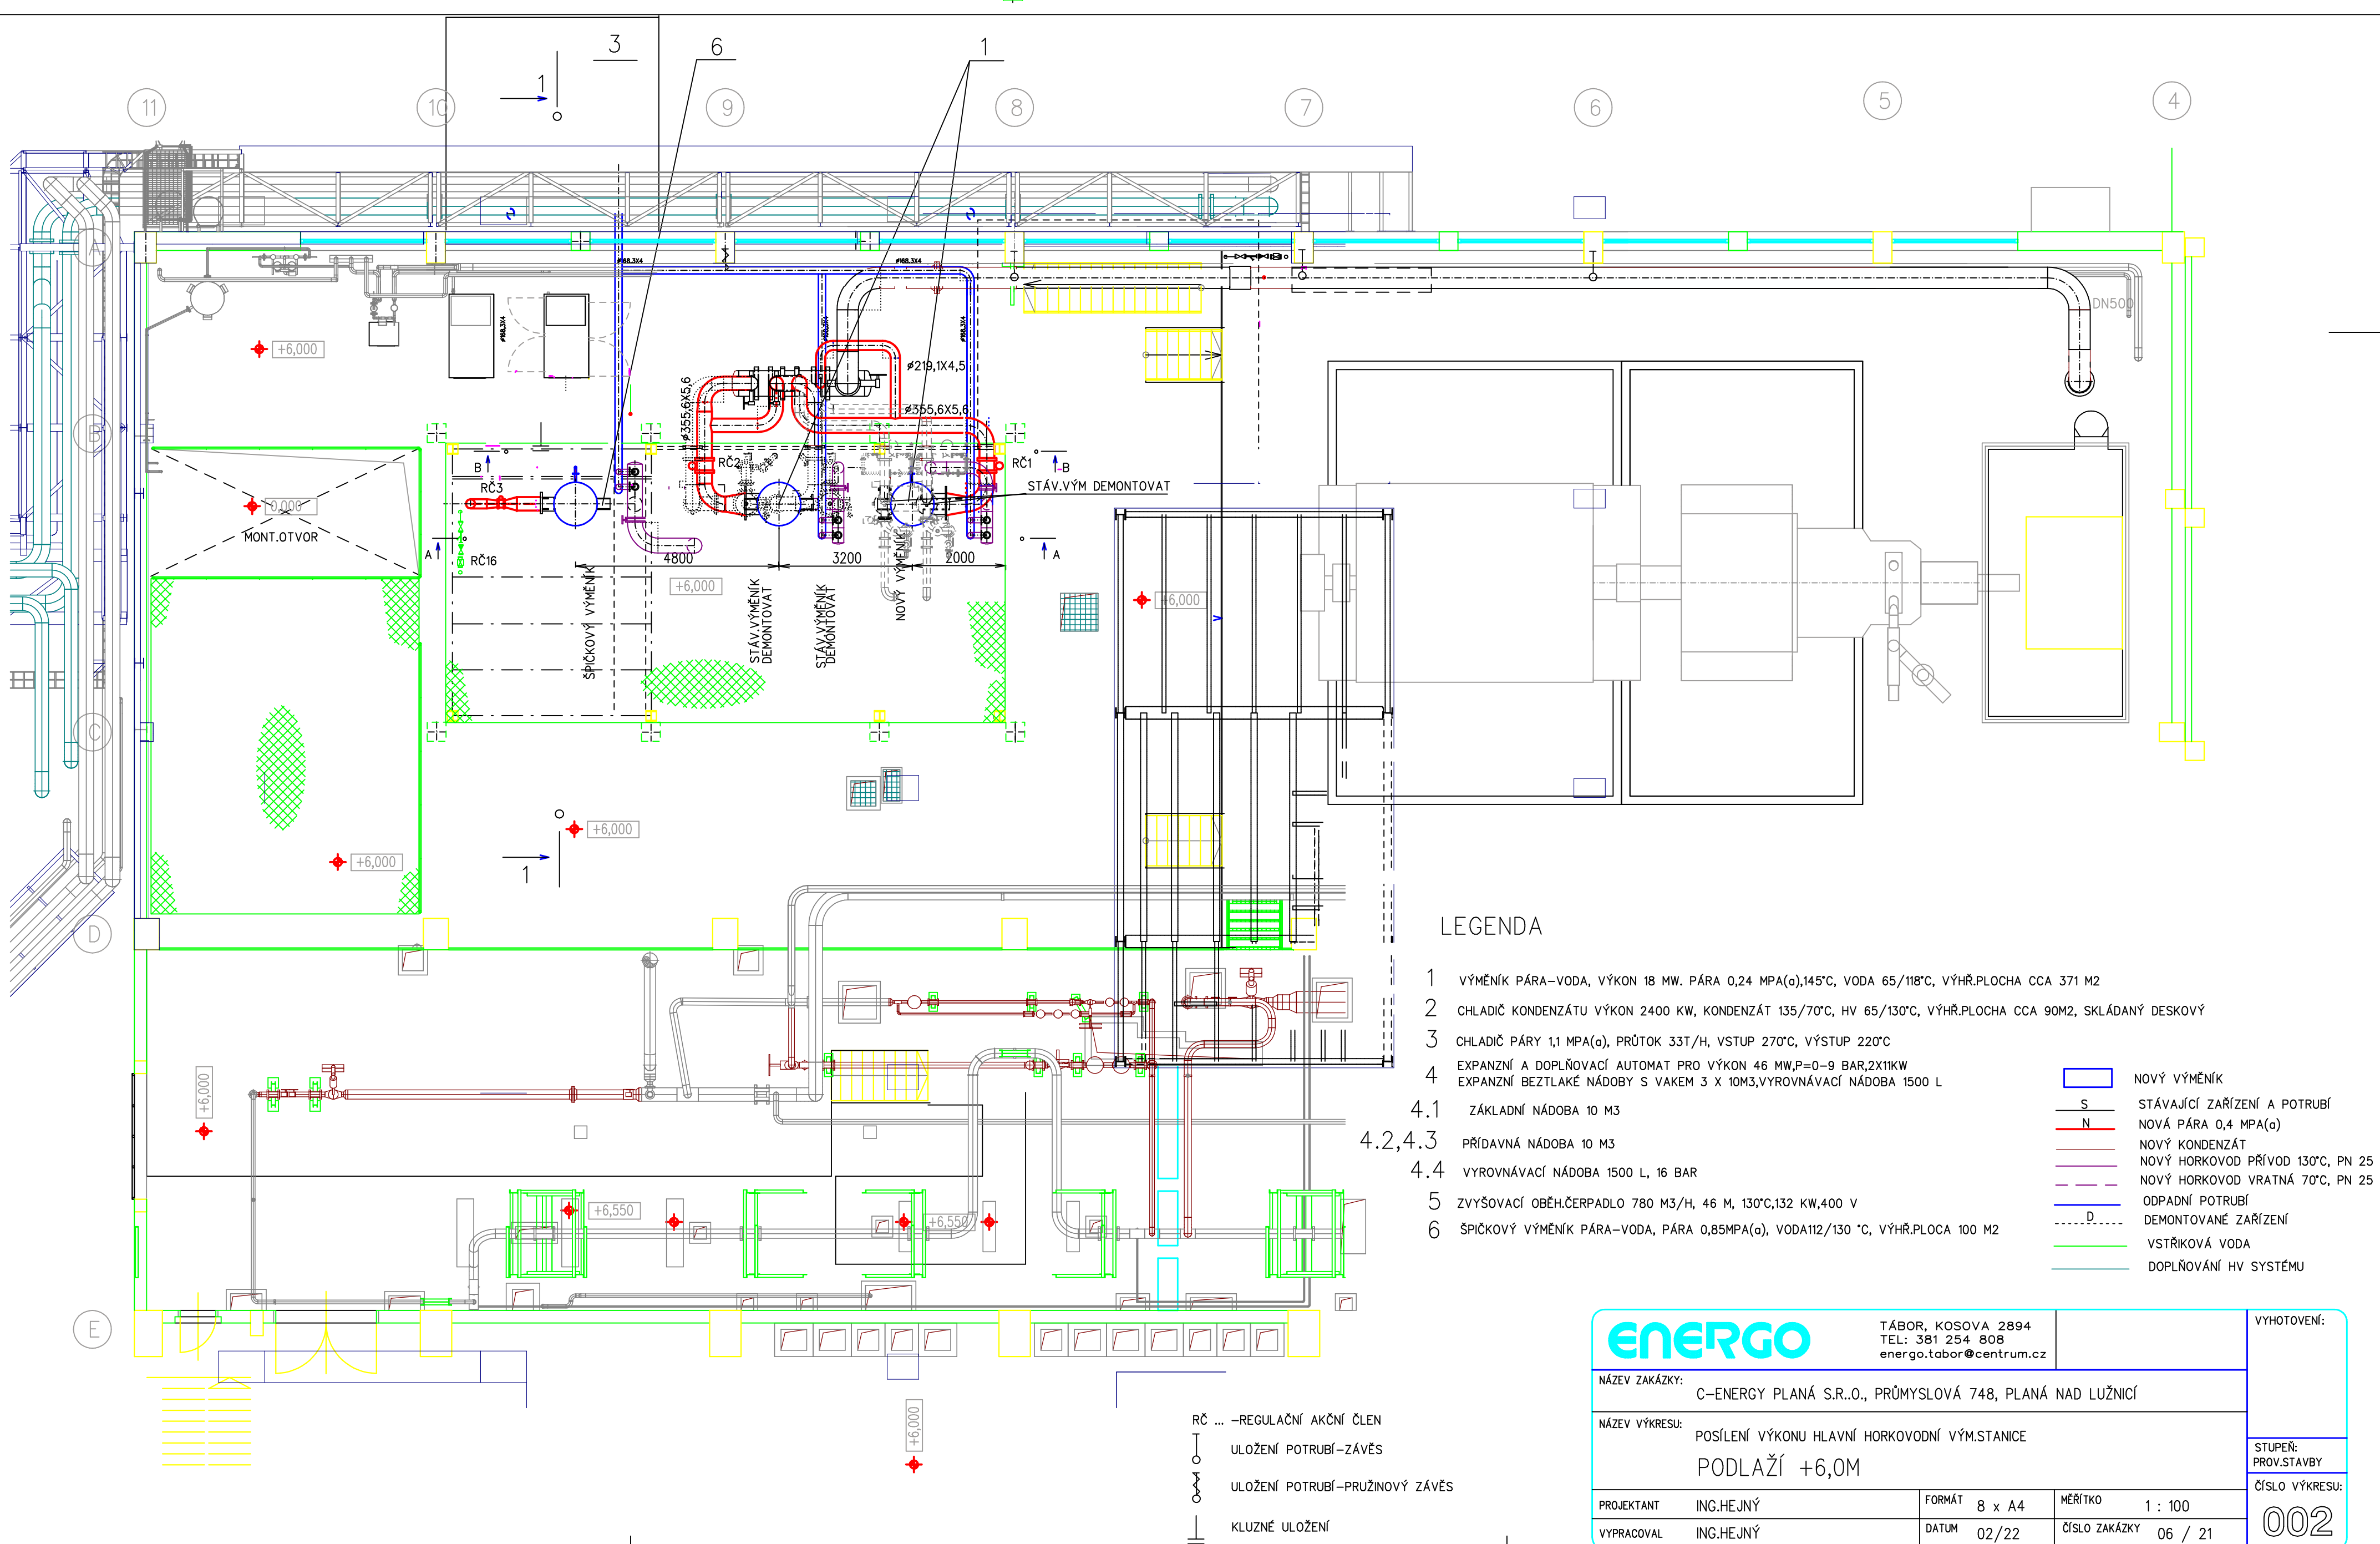 3
6
1
1
11
10
9
8
7
6
5
4
A
B
C
D
E
ø168,3X4
ø168,3X4
ø168,3X4
ø168,3X4
ø168,3X4
DN500
+6,000
ø219,1X4,5
ø355,6X5,6
ø355,6X5,6
B
RČ2
RČ1
B
RČ3
STÁV.VÝM DEMONTOVAT
0,000
MONT.OTVOR
A
RČ16
4800
3200
2000
A
+6,000
+6,000
ŠPIČKOVÝ VÝMĚNÍK
STÁV.VÝMĚNÍK
DEMONTOVAT
STÁV.VÝMĚNÍK
DEMONTOVAT
NOVÝ VÝMĚNÍK
+6,000
+6,000
1
+6,000
+6,550
+6,550
+6,000
LEGENDA
1 VÝMĚNÍK PÁRA-VODA, VÝKON 18 MW. PÁRA 0,24 MPA(a),145°C, VODA 65/118°C, VÝHŘ.PLOCHA CCA 371 M2
2 CHLADIČ KONDENZÁTU VÝKON 2400 KW, KONDENZÁT 135/70°C, HV 65/130°C, VÝHŘ.PLOCHA CCA 90M2, SKLÁDANÝ DESKOVÝ
3 CHLADIČ PÁRY 1,1 MPA(a), PRŮTOK 33T/H, VSTUP 270°C, VÝSTUP 220°C
4 EXPANZNÍ A DOPLŇOVACÍ AUTOMAT PRO VÝKON 46 MW,P=0-9 BAR,2X11KW
EXPANZNÍ BEZTLAKÉ NÁDOBY S VAKEM 3 X 10M3,VYROVNÁVACÍ NÁDOBA 1500 L
4.1 ZÁKLADNÍ NÁDOBA 10 M3
4.2,4.3 PŘÍDAVNÁ NÁDOBA 10 M3
4.4 VYROVNÁVACÍ NÁDOBA 1500 L, 16 BAR
5 ZVYŠOVACÍ OBĚH.ČERPADLO 780 M3/H, 46 M, 130°C,132 KW,400 V
6 ŠPIČKOVÝ VÝMĚNÍK PÁRA-VODA, PÁRA 0,85MPA(a), VODA112/130 °C, VÝHŘ.PLOCA 100 M2
NOVÝ VÝMĚNÍK
S STÁVAJÍCÍ ZAŘÍZENÍ A POTRUBÍ
N NOVÁ PÁRA 0,4 MPA(a)
NOVÝ KONDENZÁT
NOVÝ HORKOVOD PŘÍVOD 130°C, PN 25
NOVÝ HORKOVOD VRATNÁ 70°C, PN 25
ODPADNÍ POTRUBÍ
D DEMONTOVANÉ ZAŘÍZENÍ
VSTŘIKOVÁ VODA
DOPLŇOVÁNÍ HV SYSTÉMU
RČ ... -REGULAČNÍ AKČNÍ ČLEN
ULOŽENÍ POTRUBÍ-ZÁVĚS
ULOŽENÍ POTRUBÍ-PRUŽINOVÝ ZÁVĚS
KLUZNÉ ULOŽENÍ
ENERGO
TÁBOR, KOSOVA 2894
TEL: 381 254 808
energo.tabor@centrum.cz
VYHOTOVENÍ:
NÁZEV ZAKÁZKY:
C-ENERGY PLANÁ S.R..O., PRŮMYSLOVÁ 748, PLANÁ NAD LUŽNICÍ
NÁZEV VÝKRESU:
POSÍLENÍ VÝKONU HLAVNÍ HORKOVODNÍ VÝM.STANICE
PODLAŽÍ +6,0M
STUPEŇ:
PROV.STAVBY
ČÍSLO VÝKRESU:
002
PROJEKTANT ING.HEJNÝ
FORMÁT 8 x A4
MĚŘÍTKO 1 : 100
VYPRACOVAL ING.HEJNÝ
DATUM 02/22
ČÍSLO ZAKÁZKY 06 / 21